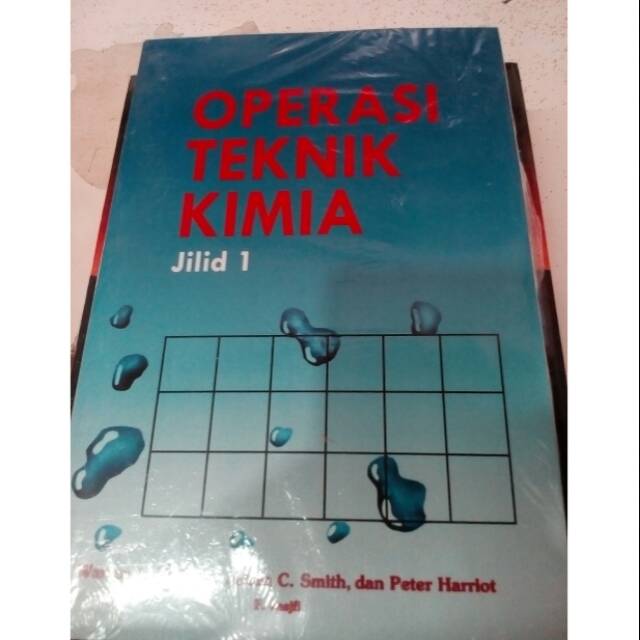 OPERASI
TEKNIK
KIMIA
Jilid 1
C. Smith, dan Peter Harriot